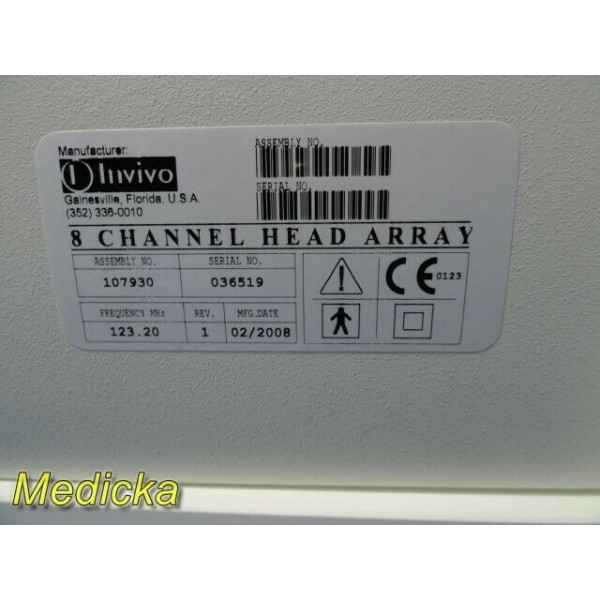 Manufacturer:
Invivo
Gainesville, Florida, U.S.A.
(352) 336-0010
ASSEMBLY NO.
SERIAL NO.
8 CHANNEL HEAD ARRAY
ASSEMBLY NO. SERIAL NO.
107930 036519
CE 0123
FREQUENCY MHz REV. MFG.DATE
123.20 1 02/2008
Medicka